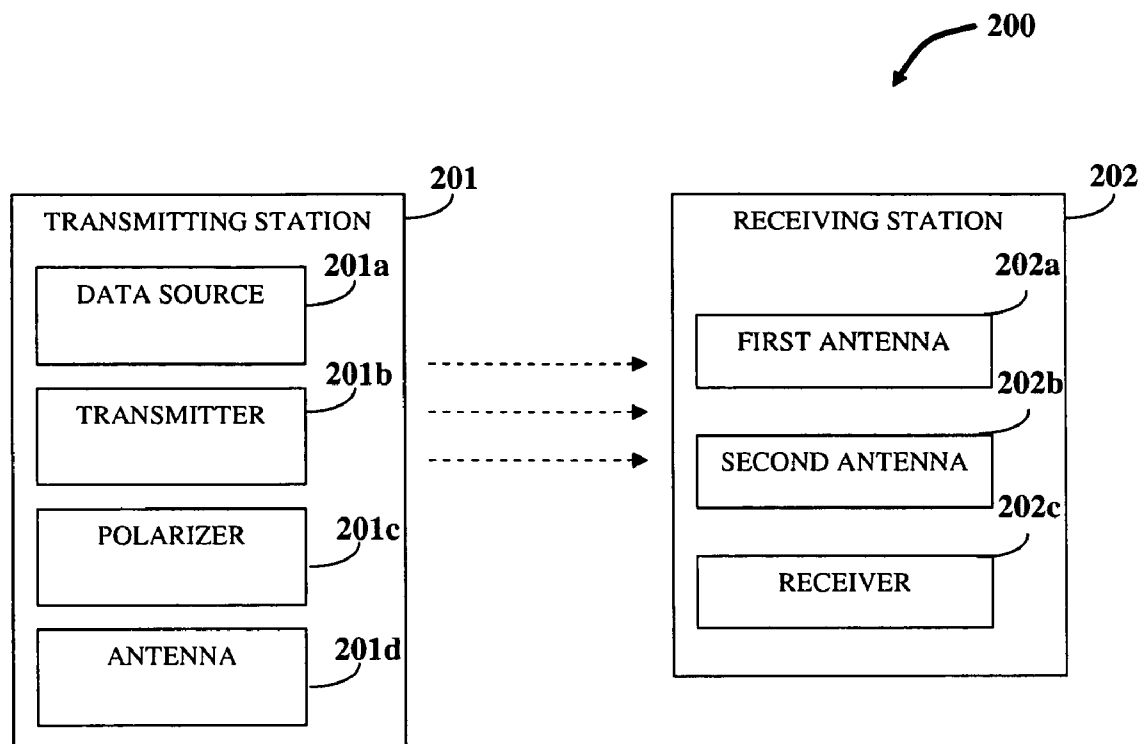 200
201
TRANSMITTING STATION
201a
DATA SOURCE
201b
TRANSMITTER
POLARIZER
201c
ANTENNA
201d
202
RECEIVING STATION
202a
FIRST ANTENNA
202b
SECOND ANTENNA
202c
RECEIVER